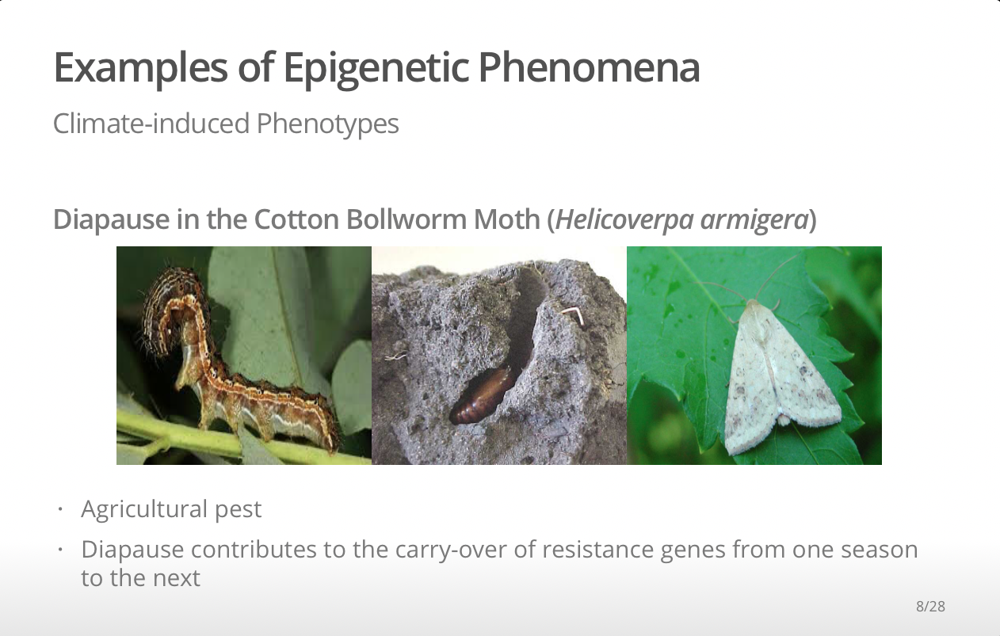 Examples of Epigenetic Phenomena
Climate-induced Phenotypes
Diapause in the Cotton Bollworm Moth (Helicoverpa armigera)
· Agricultural pest
· Diapause contributes to the carry-over of resistance genes from one season
to the next
8/28